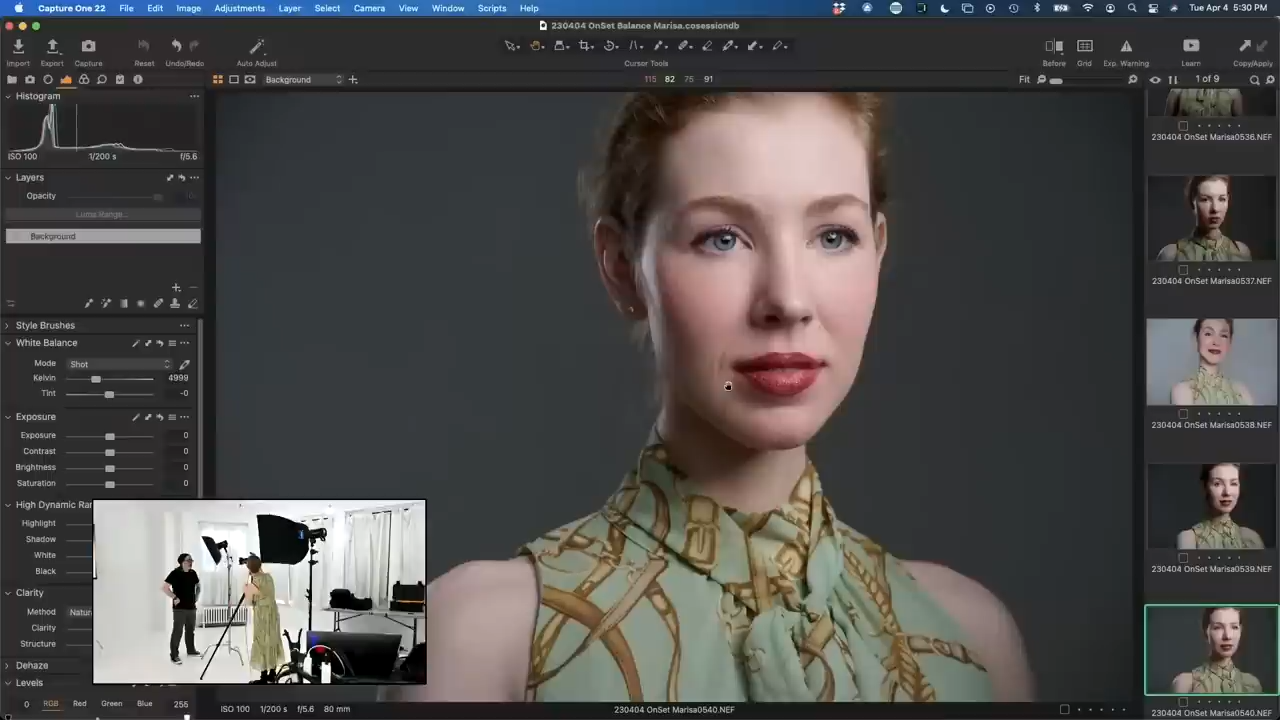 Capture One 22 File Edit Image Adjustments Layer Select Camera View Window Scripts Help Tue Apr 4 5:30 PM
230404 OnSet Balance Marisa.cosessiondb
Import Export Capture Reset Undo/Redo Auto Adjust Cursor Tools Before Grid Exp. Warning Learn Copy/Apply
Background 115 82 75 91 Fit 1 of 9
Histogram
ISO 100 1/200 s f/5.6
Layers
Opacity
Luma Range...
Background
Style Brushes
White Balance
Mode Shot
Kelvin 4999
Tint -0
Exposure
Exposure 0
Contrast 0
Brightness 0
Saturation 0
High Dynamic Ra
Highlight
Shadow
White
Black
Clarity
Method Natur
Clarity
Structure
Dehaze
Levels
0 RGB Red Green Blue 255
ISO 100 1/200 s f/5.6 80 mm
230404 OnSet Marisa0540.NEF
230404 OnSet Marisa0536.NEF
230404 OnSet Marisa0537.NEF
230404 OnSet Marisa0538.NEF
230404 OnSet Marisa0539.NEF
230404 OnSet Marisa0540.NEF